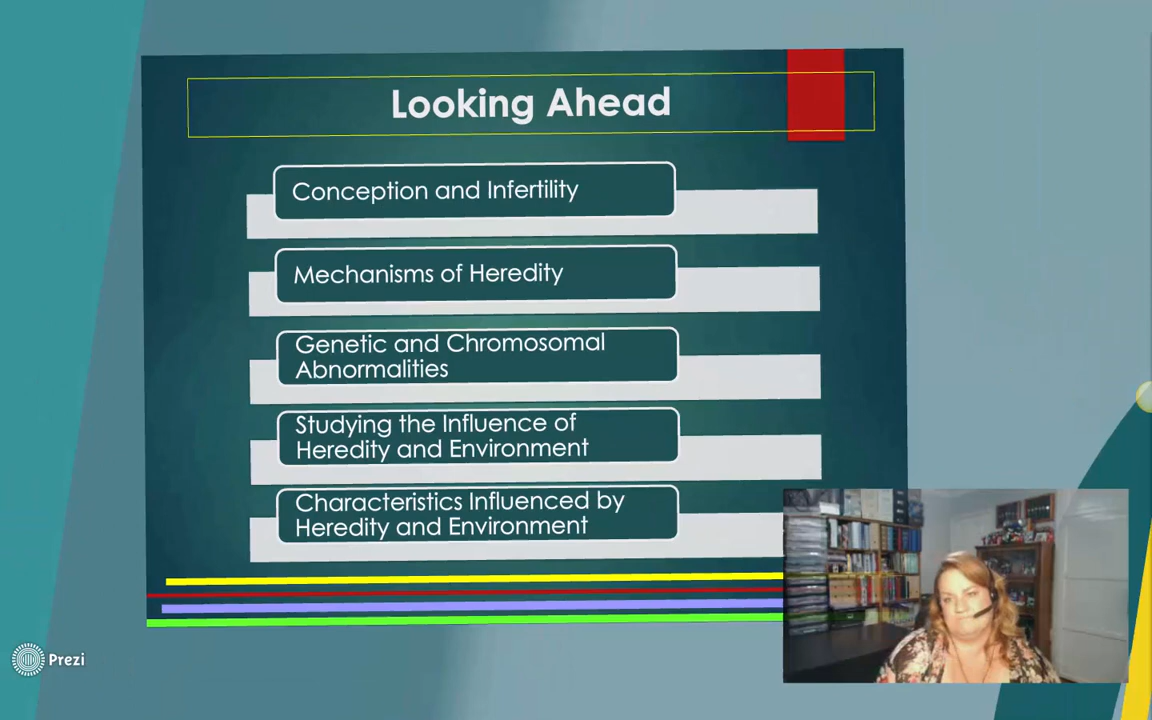 Looking Ahead
Conception and Infertility
Mechanisms of Heredity
Genetic and Chromosomal
Abnormalities
Studying the Influence of
Heredity and Environment
Characteristics Influenced by
Heredity and Environment
Prezi